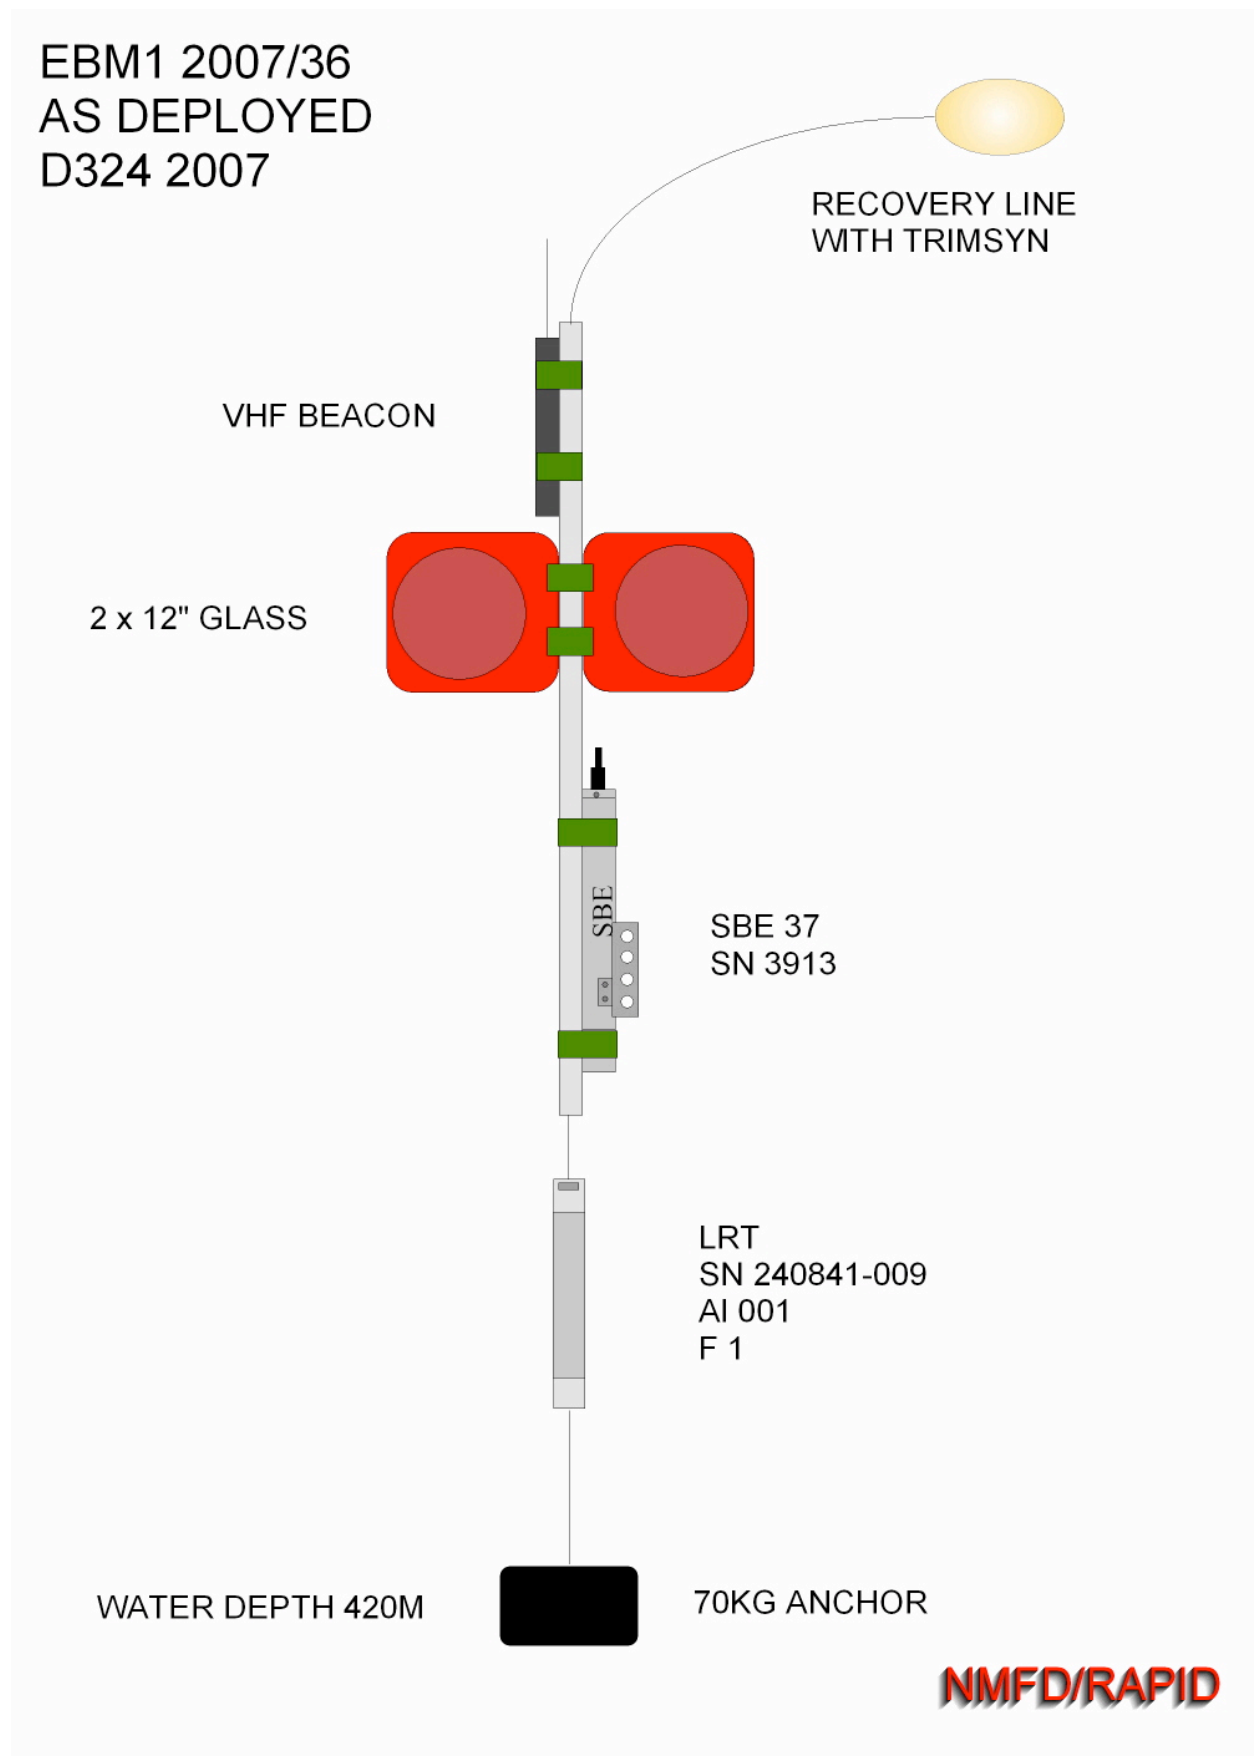 EBM1 2007/36
AS DEPLOYED
D324 2007
RECOVERY LINE
WITH TRIMSYN
VHF BEACON
2 x 12" GLASS
SBE
SBE 37
SN 3913
LRT
SN 240841-009
AI 001
F 1
WATER DEPTH 420M
70KG ANCHOR
NMFD/RAPID